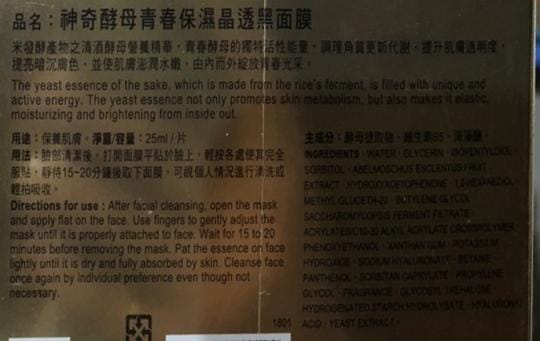 品名：神奇酵母青春保濕晶透黑面膜
米發酵產物之清酒酵母營養精華，青春酵母的獨特活性能量，調理角質更新代謝，提升肌膚透明度，
提亮暗沉膚色，並使肌膚澎潤水嫩，由內而外綻放青春光采。
The yeast essence of the sake, which is made from the rice's ferment, is filled with unique and
active energy. The yeast essence not only promotes skin metabolism, but also makes it elastic,
moisturizing and brightening from inside out.
用途：保養肌膚。淨重/容量：25ml / 片
用法：臉部清潔後，打開面膜平貼於臉上，輕按各處使其完全
服貼，靜待15~20分鐘後取下面膜，可視個人情況進行清洗或
輕拍吸收。
Directions for use : After facial cleansing, open the mask
and apply flat on the face. Use fingers to gently adjust the
mask until it is properly attached to face. Wait for 15 to 20
minutes before removing the mask. Pat the essence on face
lightly until it is dry and fully absorbed by skin. Cleanse face
once again by individual preference even though not
necessary.
1601
主成分：酵母提取物、維生素B5、海藻醣。
INGREDIENTS : WATER · GLYCERIN · ISOPENTYLDIOL
SORBITOL · ABELMOSCHUS ESCLENTUS FRUIT
EXTRACT · HYDROXYACETOPHENONE · 1,2-HEXANEDIOL ·
METHYL GLUCETH-20 · BUTYLENE GLYCOL
SACCHAROMYCOPSIS FERMENT FILTRATE
ACRYLATES/C10-30 ALKYL ACRYLATE CROSSPOLYMER ·
PHENOXYETHANOL · XANTHAN GUM · POTASSIUM
HYDROXIDE · SODIUM HYALURONATE · BETAINE
PANTHENOL · SORBITAN CAPRYLATE · PROPYLENE
GLYCOL · FRAGRANCE · GLYCOSYL TREHALOSE
HYDROGENATED STARCH HYDROLYSATE · HYALURONIC
ACID · YEAST EXTRACT ·